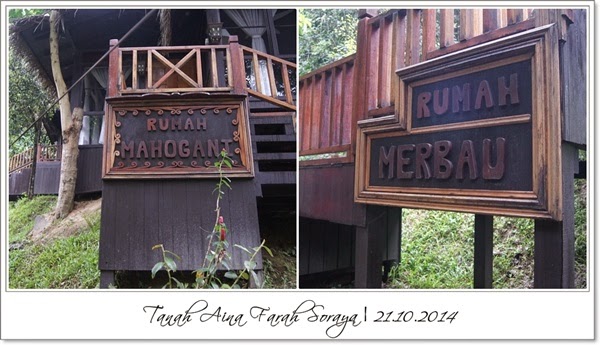 RUMAH
MAHOGANI
RUMAH
MERBAU
Tanah Aina Farah Soraya | 21.10.2014